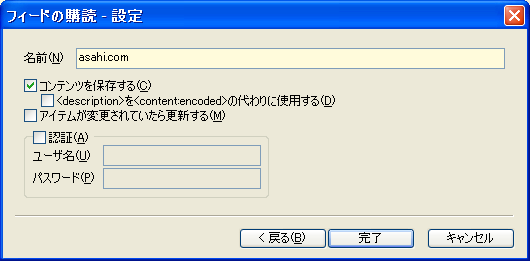 フィードの購読 - 設定
名前(N) asahi.com
コンテンツを保存する(C)
<description>を<contentencoded>の代わりに使用する(D)
アイテムが変更されていたら更新する(M)
認証(A)
ユーザ名(U)
パスワード(P)
< 戻る(B) 完了 キャンセル